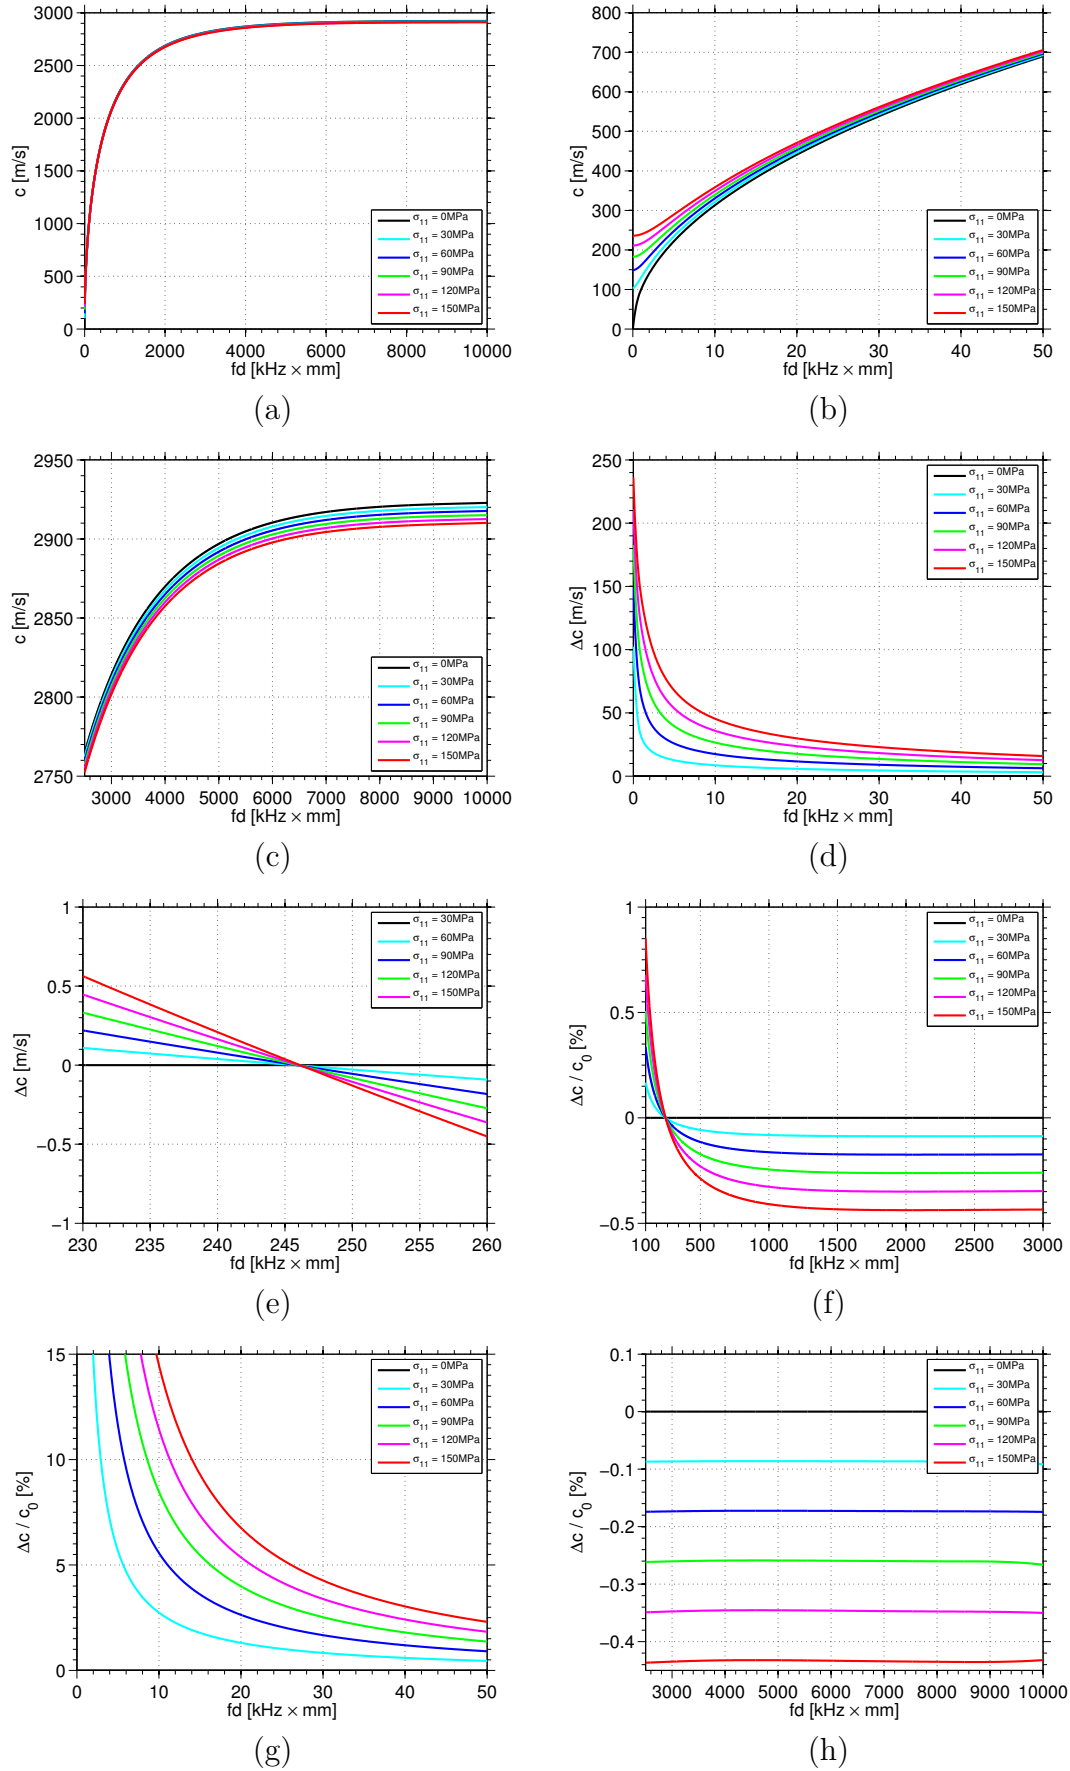 3000
2500
2000
1500
1000
500
0
c [m/s]
σ11 = 0MPa
σ11 = 30MPa
σ11 = 60MPa
σ11 = 90MPa
σ11 = 120MPa
σ11 = 150MPa
0 2000 4000 6000 8000 10000
fd [kHz × mm]
(a)
800
700
600
500
400
300
200
100
0
c [m/s]
σ11 = 0MPa
σ11 = 30MPa
σ11 = 60MPa
σ11 = 90MPa
σ11 = 120MPa
σ11 = 150MPa
0 10 20 30 40 50
fd [kHz × mm]
(b)
2950
2900
2850
2800
2750
c [m/s]
σ11 = 0MPa
σ11 = 30MPa
σ11 = 60MPa
σ11 = 90MPa
σ11 = 120MPa
σ11 = 150MPa
3000 4000 5000 6000 7000 8000 9000 10000
fd [kHz × mm]
(c)
250
200
150
100
50
0
Δc [m/s]
σ11 = 0MPa
σ11 = 30MPa
σ11 = 60MPa
σ11 = 90MPa
σ11 = 120MPa
σ11 = 150MPa
0 10 20 30 40 50
fd [kHz × mm]
(d)
1
0.5
0
−0.5
−1
Δc [m/s]
σ11 = 30MPa
σ11 = 60MPa
σ11 = 90MPa
σ11 = 120MPa
σ11 = 150MPa
230 235 240 245 250 255 260
fd [kHz × mm]
(e)
1
0.5
0
−0.5
Δc / c0 [%]
σ11 = 0MPa
σ11 = 30MPa
σ11 = 60MPa
σ11 = 90MPa
σ11 = 120MPa
σ11 = 150MPa
100 500 1000 1500 2000 2500 3000
fd [kHz × mm]
(f)
15
10
5
0
Δc / c0 [%]
σ11 = 0MPa
σ11 = 30MPa
σ11 = 60MPa
σ11 = 90MPa
σ11 = 120MPa
σ11 = 150MPa
0 10 20 30 40 50
fd [kHz × mm]
(g)
0.1
0
−0.1
−0.2
−0.3
−0.4
Δc / c0 [%]
σ11 = 0MPa
σ11 = 30MPa
σ11 = 60MPa
σ11 = 90MPa
σ11 = 120MPa
σ11 = 150MPa
3000 4000 5000 6000 7000 8000 9000 10000
fd [kHz × mm]
(h)